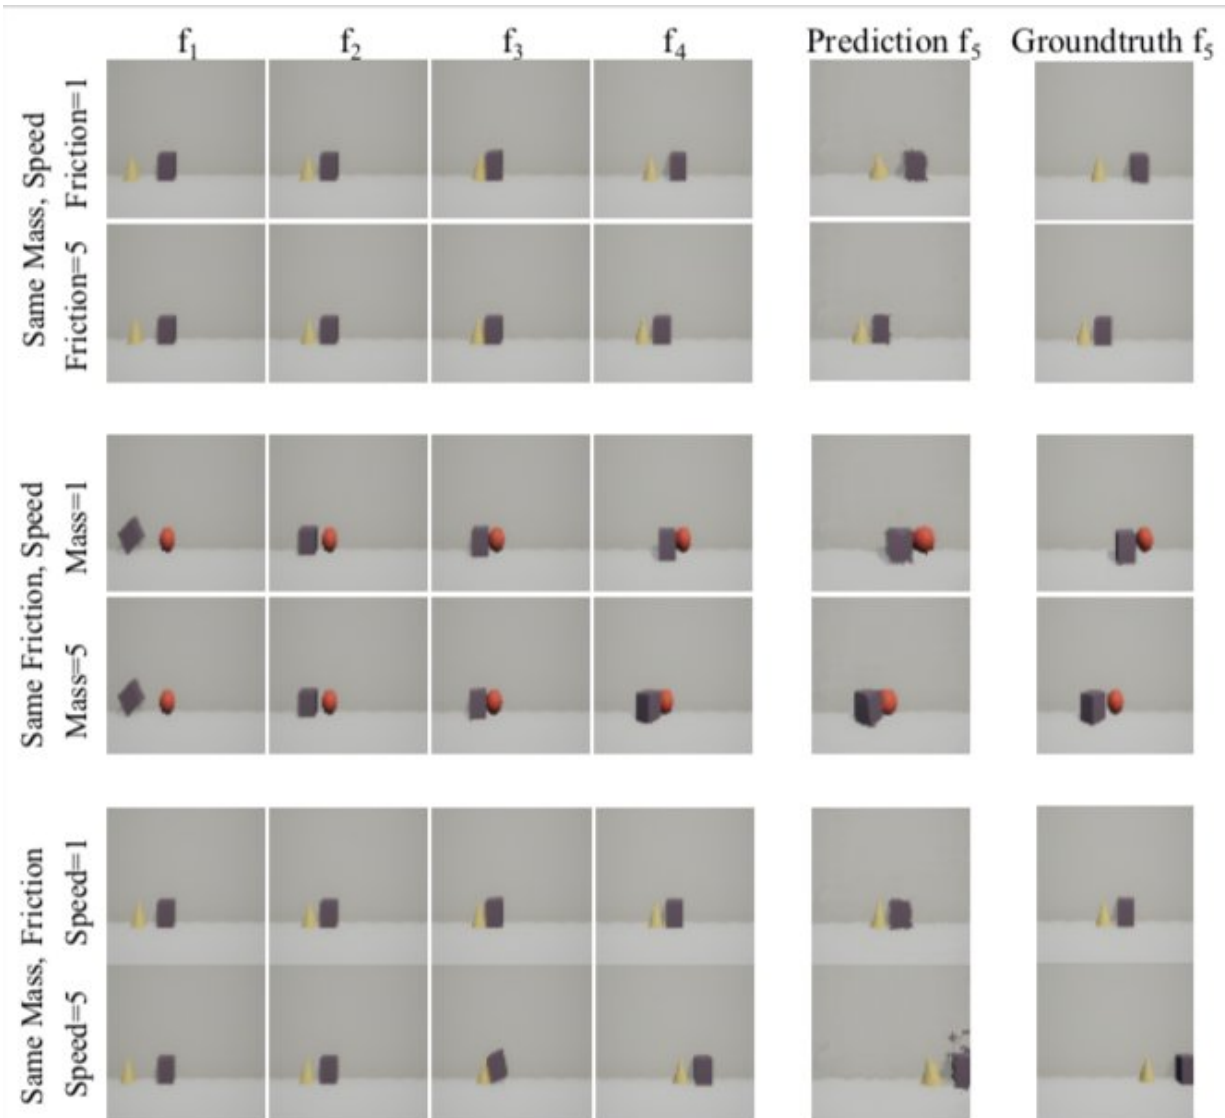 f₁ f₂ f₃ f₄ Prediction f₅ Groundtruth f₅
Same Mass, Speed
Friction=1
Friction=5
Same Friction, Speed
Mass=1
Mass=5
Same Mass, Friction
Speed=1
Speed=5